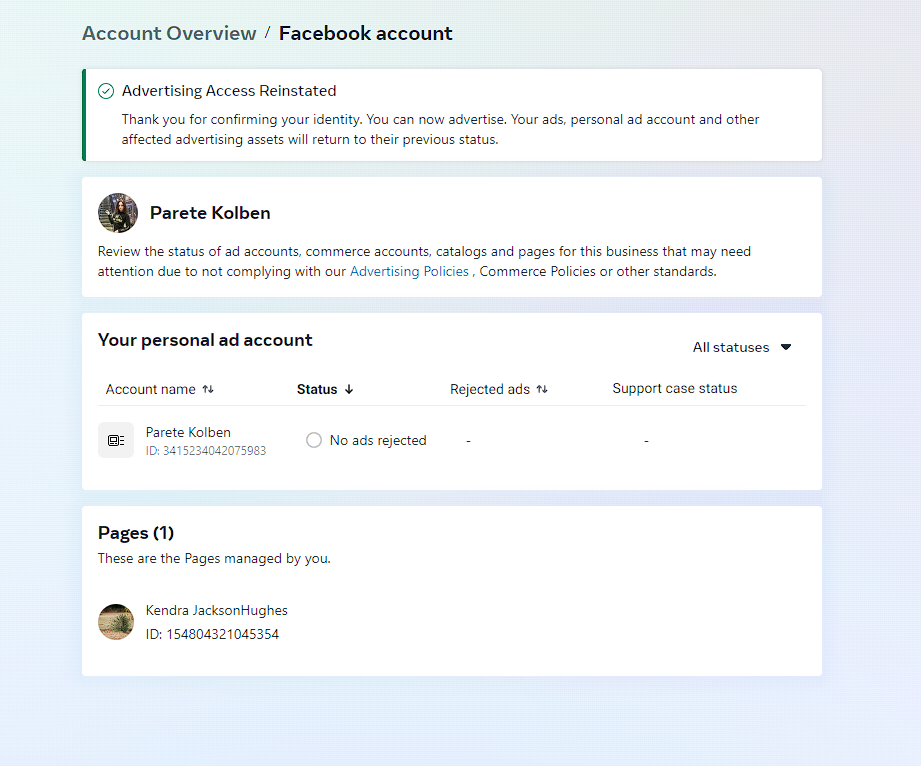 Account Overview / Facebook account
Advertising Access Reinstated
Thank you for confirming your identity. You can now advertise. Your ads, personal ad account and other
affected advertising assets will return to their previous status.
Parete Kolben
Review the status of ad accounts, commerce accounts, catalogs and pages for this business that may need
attention due to not complying with our Advertising Policies , Commerce Policies or other standards.
Your personal ad account
All statuses
Account name Status Rejected ads Support case status
Parete Kolben
ID: 3415234042075983
No ads rejected - -
Pages (1)
These are the Pages managed by you.
Kendra JacksonHughes
ID: 154804321045354